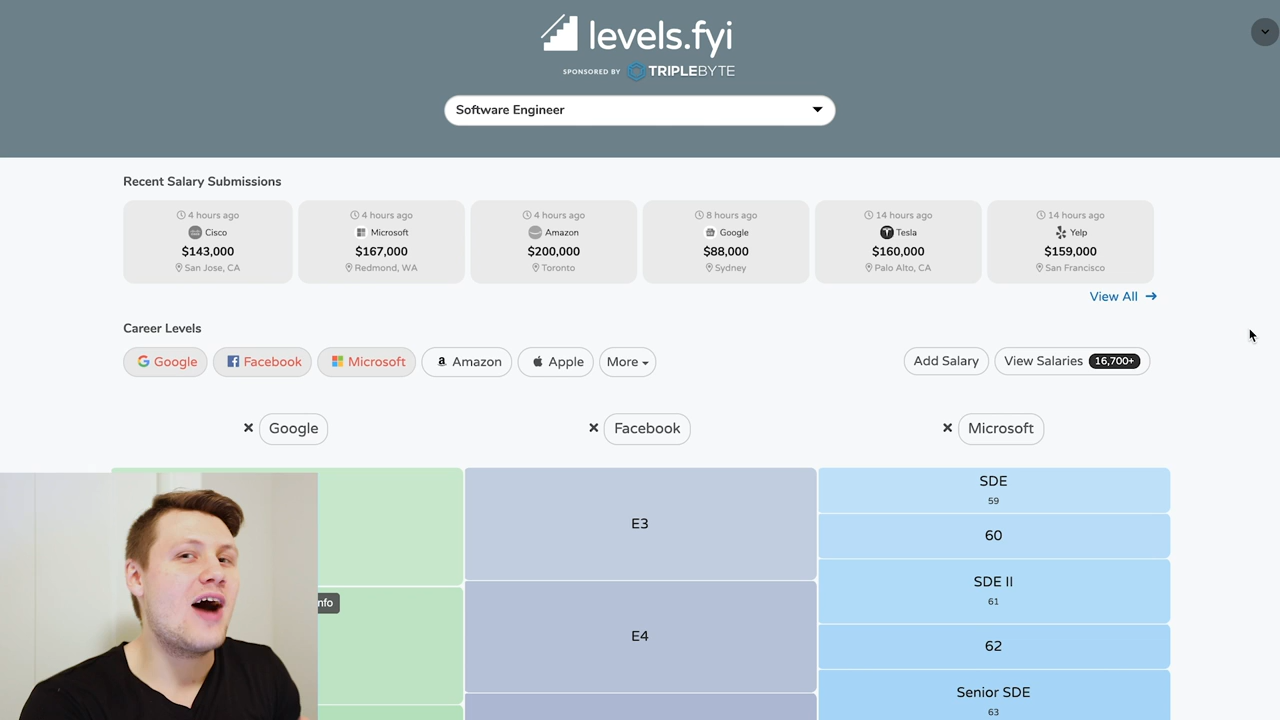 levels.fyi
SPONSORED BY TRIPLEBYTE
Software Engineer
Recent Salary Submissions
4 hours ago
Cisco
$143,000
San Jose, CA
4 hours ago
Microsoft
$167,000
Redmond, WA
4 hours ago
Amazon
$200,000
Toronto
8 hours ago
Google
$88,000
Sydney
14 hours ago
Tesla
$160,000
Palo Alto, CA
14 hours ago
Yelp
$159,000
San Francisco
View All →
Career Levels
Google Facebook Microsoft Amazon Apple More Add Salary View Salaries 16,700+
× Google × Facebook × Microsoft
E3
E4
SDE
59
60
SDE II
61
62
Senior SDE
63
nfo